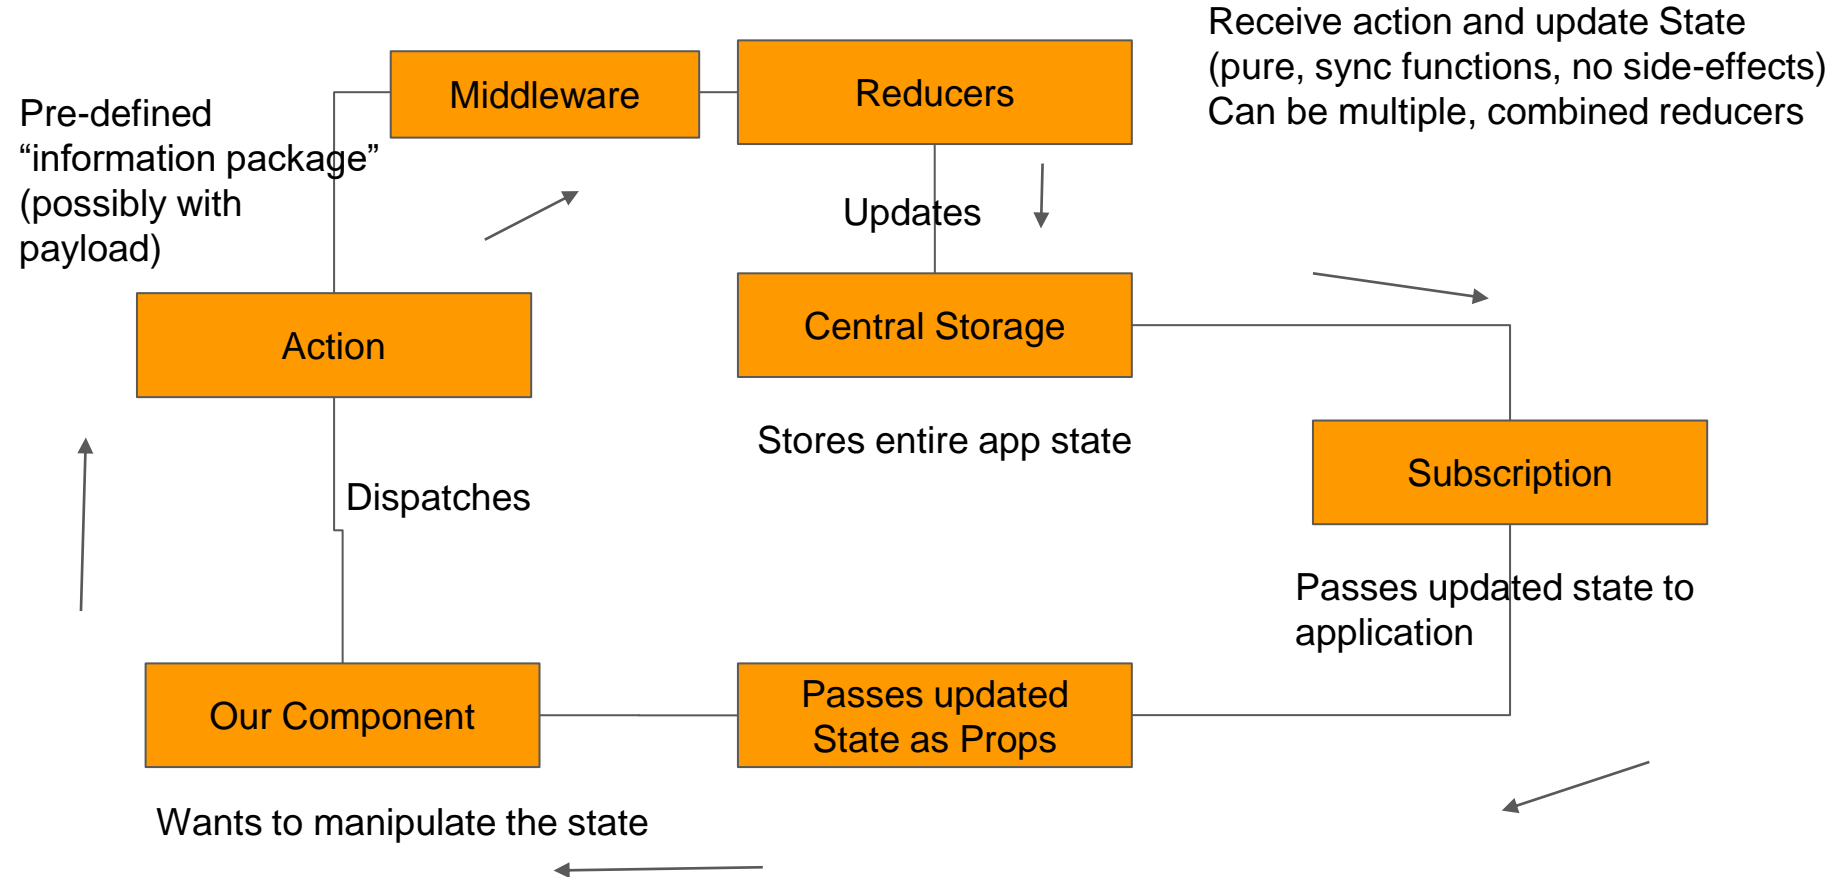 Receive action and update State
(pure, sync functions, no side-effects)
Can be multiple, combined reducers
Middleware
Reducers
Pre-defined
“information package”
(possibly with
payload)
Updates
Action
Central Storage
Stores entire app state
Subscription
Dispatches
Passes updated state to
application
Our Component
Passes updated
State as Props
Wants to manipulate the state